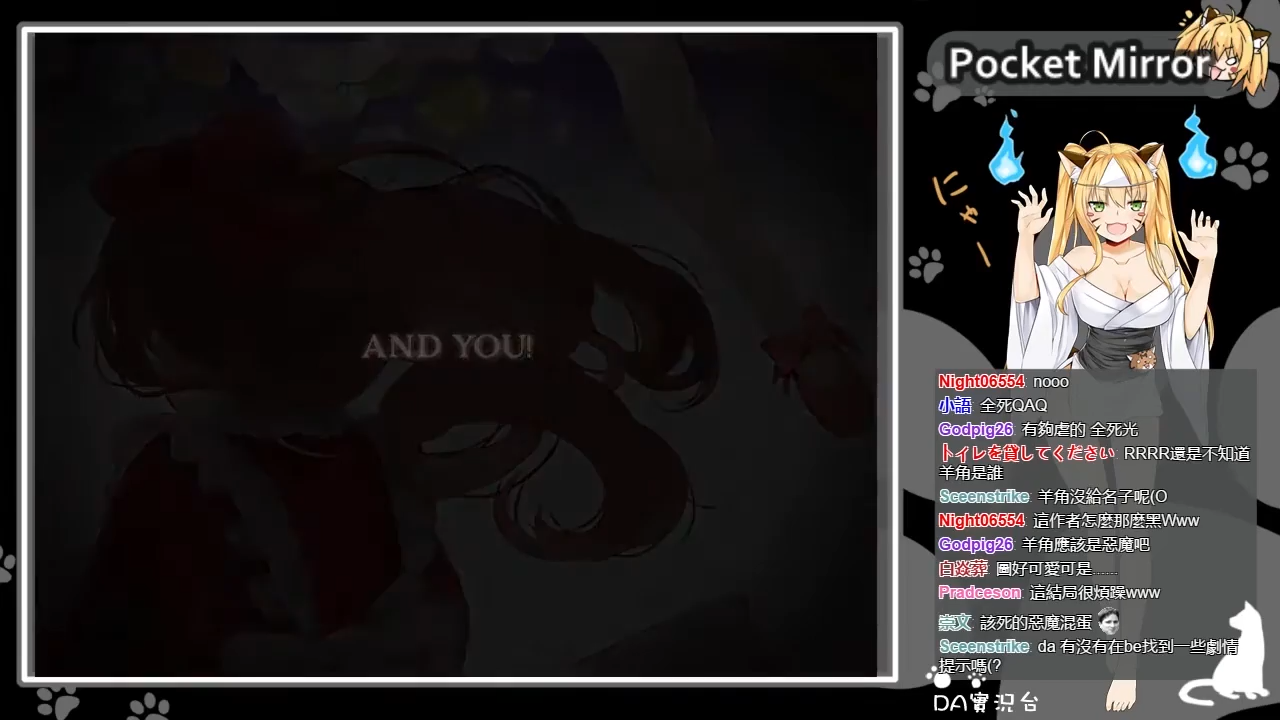 Pocket Mirror
にゃ
AND YOU!
Night06554 nooo
小語 全死QAQ
Godpig26 有夠虐的 全死光
トイレを貸してください RRRR還是不知道
羊角是誰
Sceenstrike 羊角沒給名子呢(O
Night06554 這作者怎麼那麼黑Www
Godpig26 羊角應該是惡魔吧
白焱葬 圖好可愛可是.......
Pradceson 這結局很煩躁www
崇文 該死的惡魔混蛋
Sceenstrike da 有沒有在be找到一些劇情
提示嗎(?
DA實況台